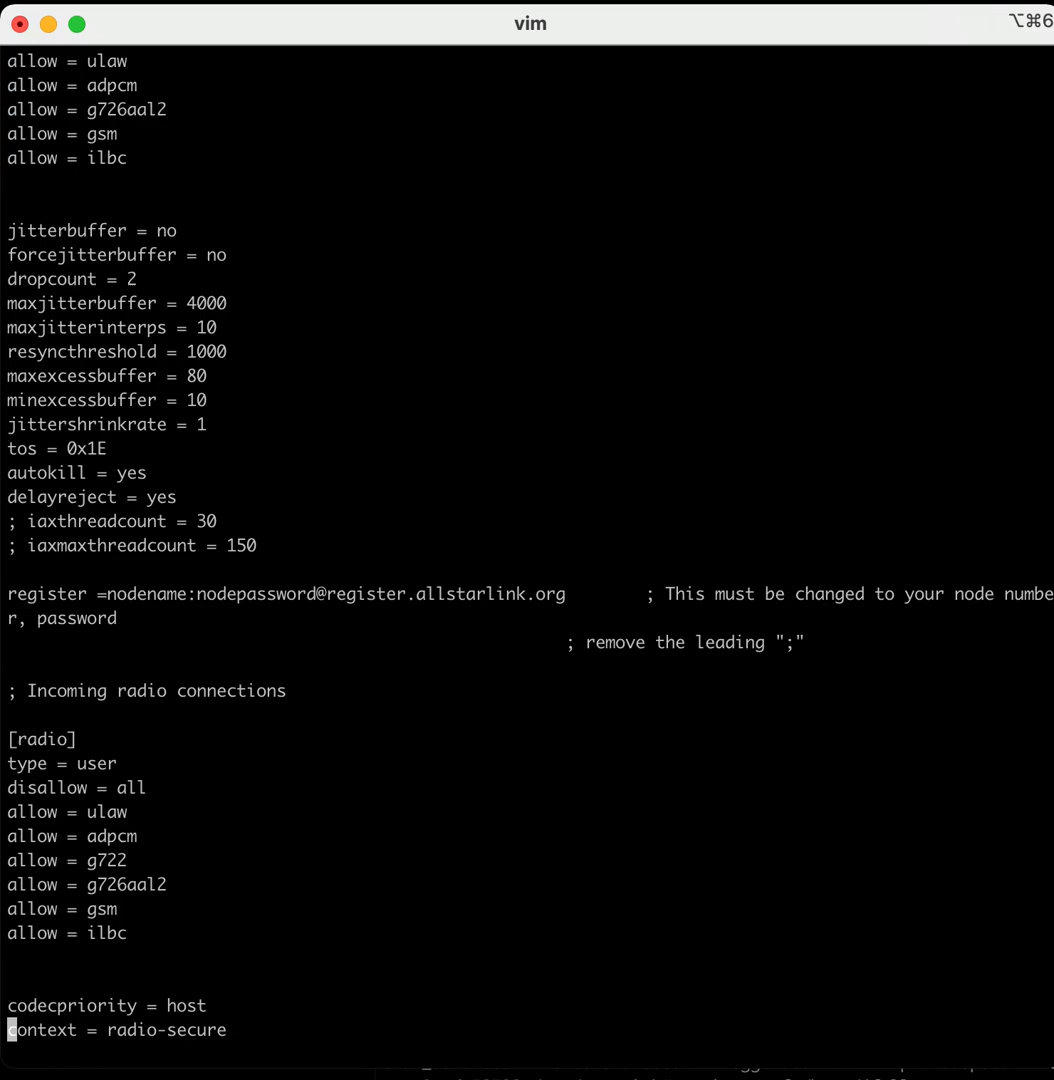 vim
⌥⌘6
allow = ulaw
allow = adpcm
allow = g726aal2
allow = gsm
allow = ilbc
jitterbuffer = no
forcejitterbuffer = no
dropcount = 2
maxjitterbuffer = 4000
maxjitterinterps = 10
resyncthreshold = 1000
maxexcessbuffer = 80
minexcessbuffer = 10
jittershrinkrate = 1
tos = 0x1E
autokill = yes
delayreject = yes
; iaxthreadcount = 30
; iaxmaxthreadcount = 150
register =nodename:nodepassword@register.allstarlink.org        ; This must be changed to your node numbe
r, password
; remove the leading ";"
; Incoming radio connections
[radio]
type = user
disallow = all
allow = ulaw
allow = adpcm
allow = g722
allow = g726aal2
allow = gsm
allow = ilbc
codecpriority = host
context = radio-secure